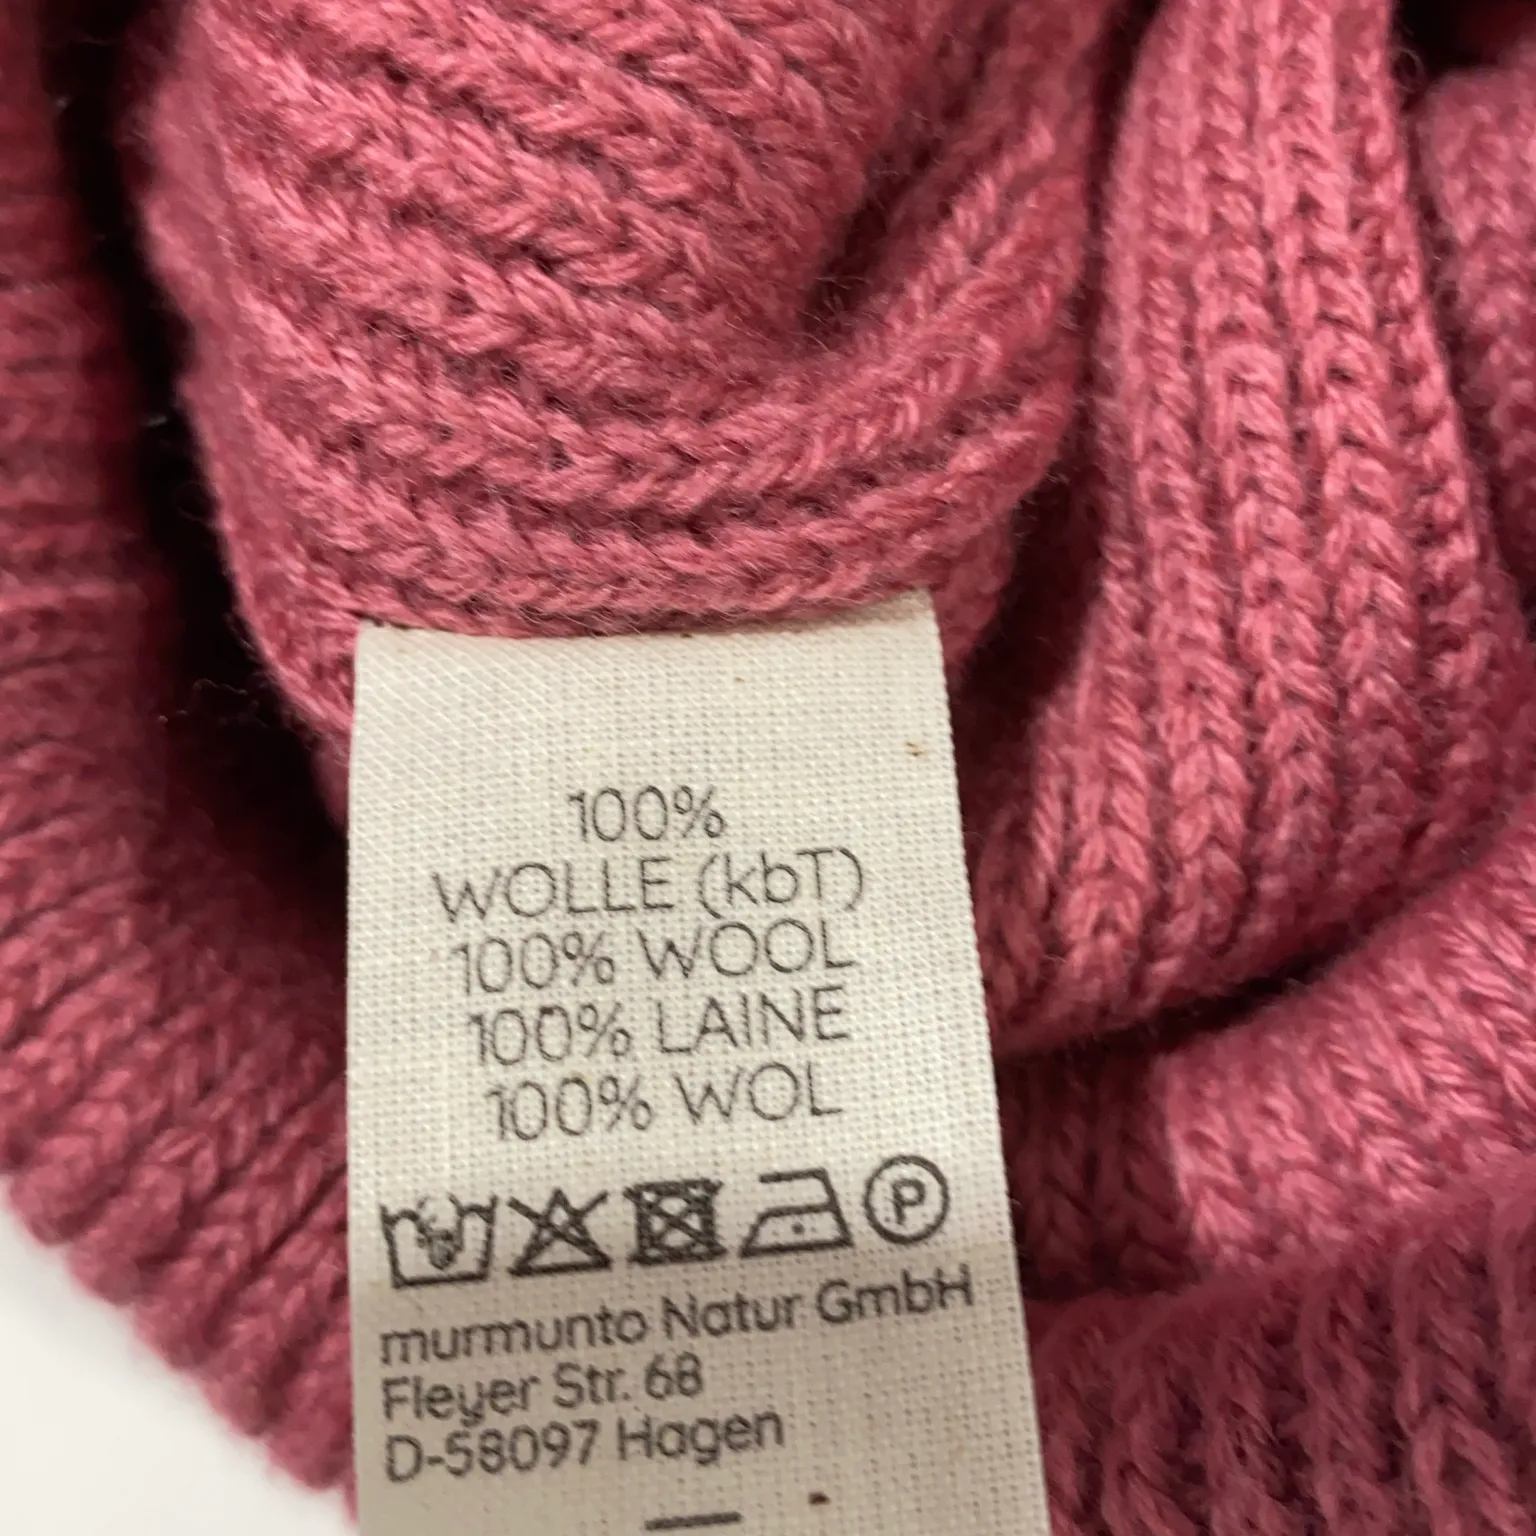 100%
WOLLE (kbT)
100% WOOL
100% LAINE
100% WOL
P
murmunto Natur GmbH
Fleyer Str. 68
D-58097 Hagen